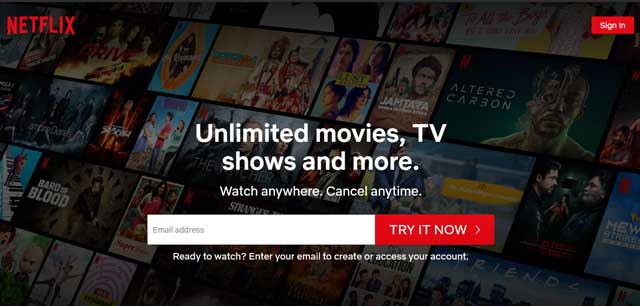 NETFLIX
Sign In
TO All the Boys
DRIVE
ALTERED
CARBON
JAMTARA
Unlimited movies, TV
shows and more.
Watch anywhere. Cancel anytime.
BARD OF
BLOOD
STRANGER
Email address
TRY IT NOW >
FRIENDS
Ready to watch? Enter your email to create or access your account.